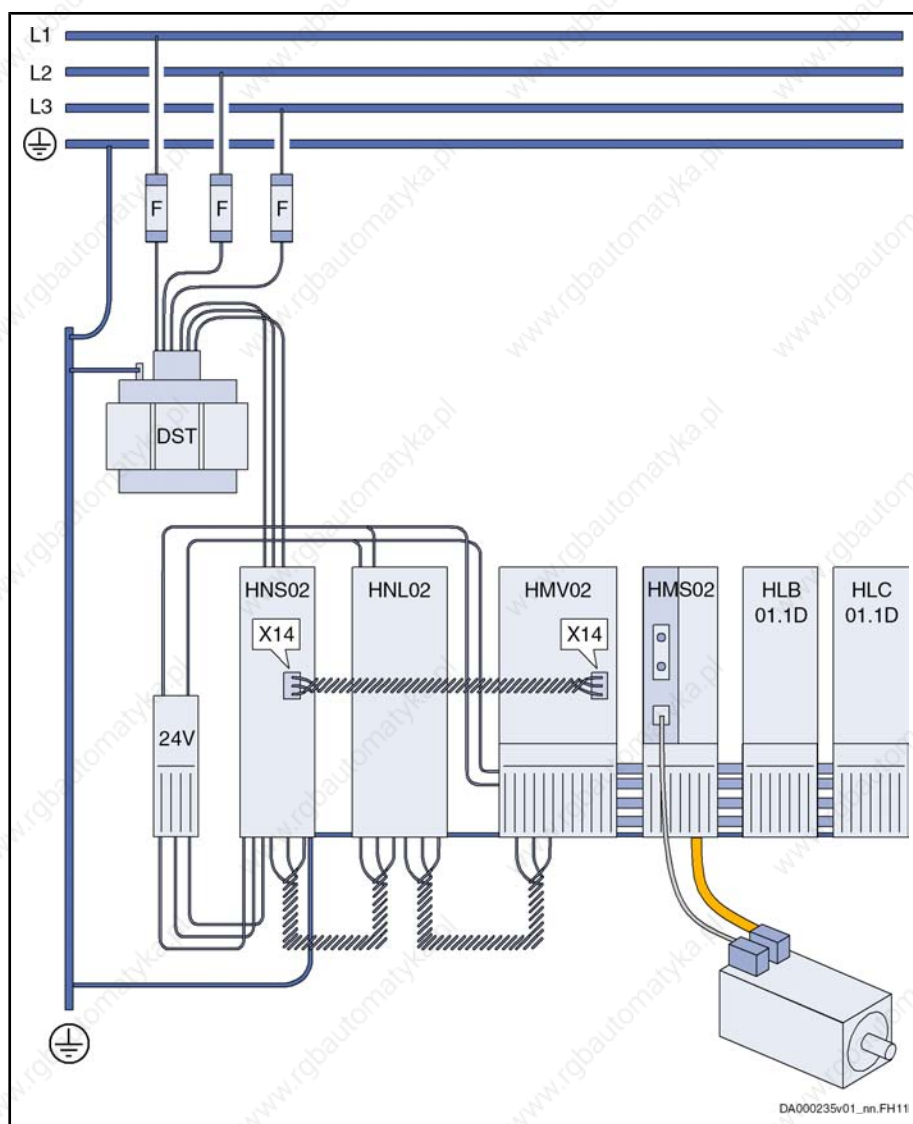 L1
L2
L3
F F F
DST
HNS02 HNL02 HMV02 HMS02 HLB 01.1D HLC 01.1D
X14 X14
24V
DA000235v01_nn.FH11
www.rgbautomatyka.pl